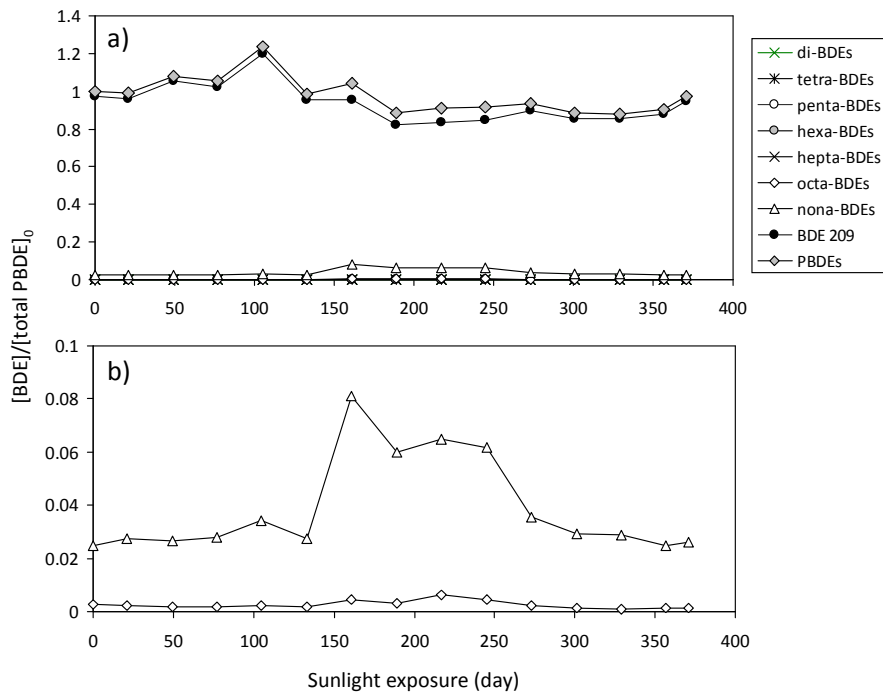 a)
1.4
1.2
1
0.8
0.6
0.4
0.2
0
0 50 100 150 200 250 300 350 400
di-BDEs
tetra-BDEs
penta-BDEs
hexa-BDEs
hepta-BDEs
octa-BDEs
nona-BDEs
BDE 209
PBDEs
[BDE]/[total PBDE]0
b)
0.1
0.08
0.06
0.04
0.02
0
0 50 100 150 200 250 300 350 400
Sunlight exposure (day)